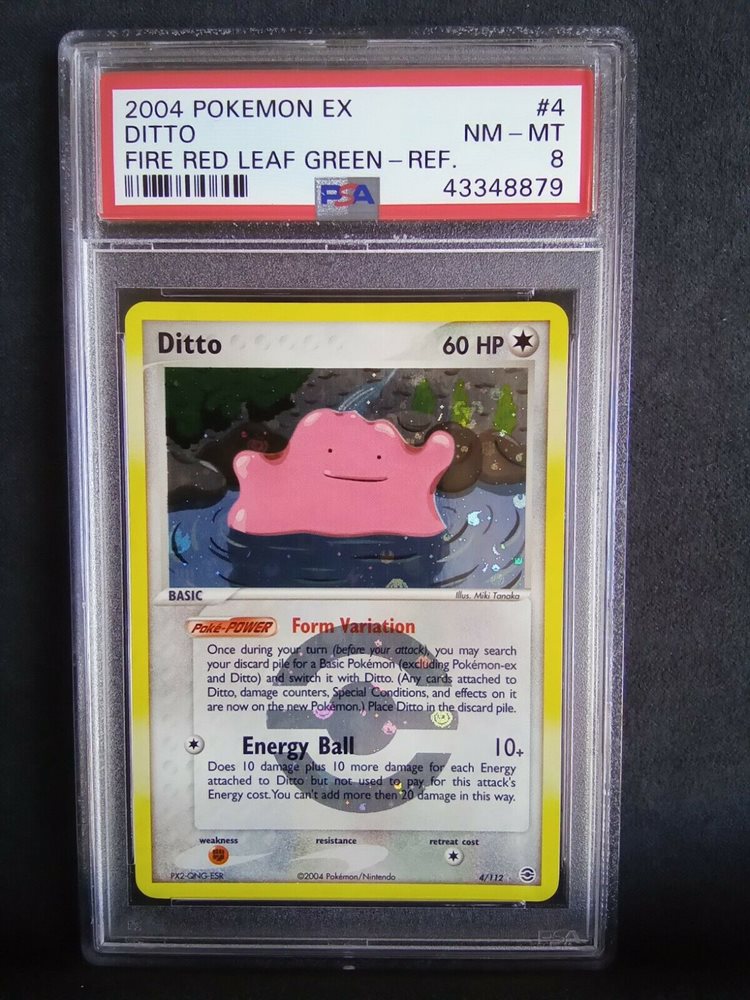 2004 POKEMON EX #4
DITTO NM - MT
FIRE RED LEAF GREEN - REF. 8
PSA 43348879
Ditto 60 HP
BASIC Illus. Miki Tanaka
Poké-POWER Form Variation
Once during your turn (before your attack), you may search
your discard pile for a Basic Pokémon (excluding Pokémon-ex
and Ditto) and switch it with Ditto. (Any cards attached to
Ditto, damage counters, Special Conditions, and effects on it
are now on the new Pokémon.) Place Ditto in the discard pile.
Energy Ball 10+
Does 10 damage plus 10 more damage for each Energy
attached to Ditto but not used to pay for this attack's
Energy cost. You can't add more then 20 damage in this way.
weakness resistance retreat cost
PX2-QNG-ESR ©2004 Pokémon/Nintendo 4/112
PSA